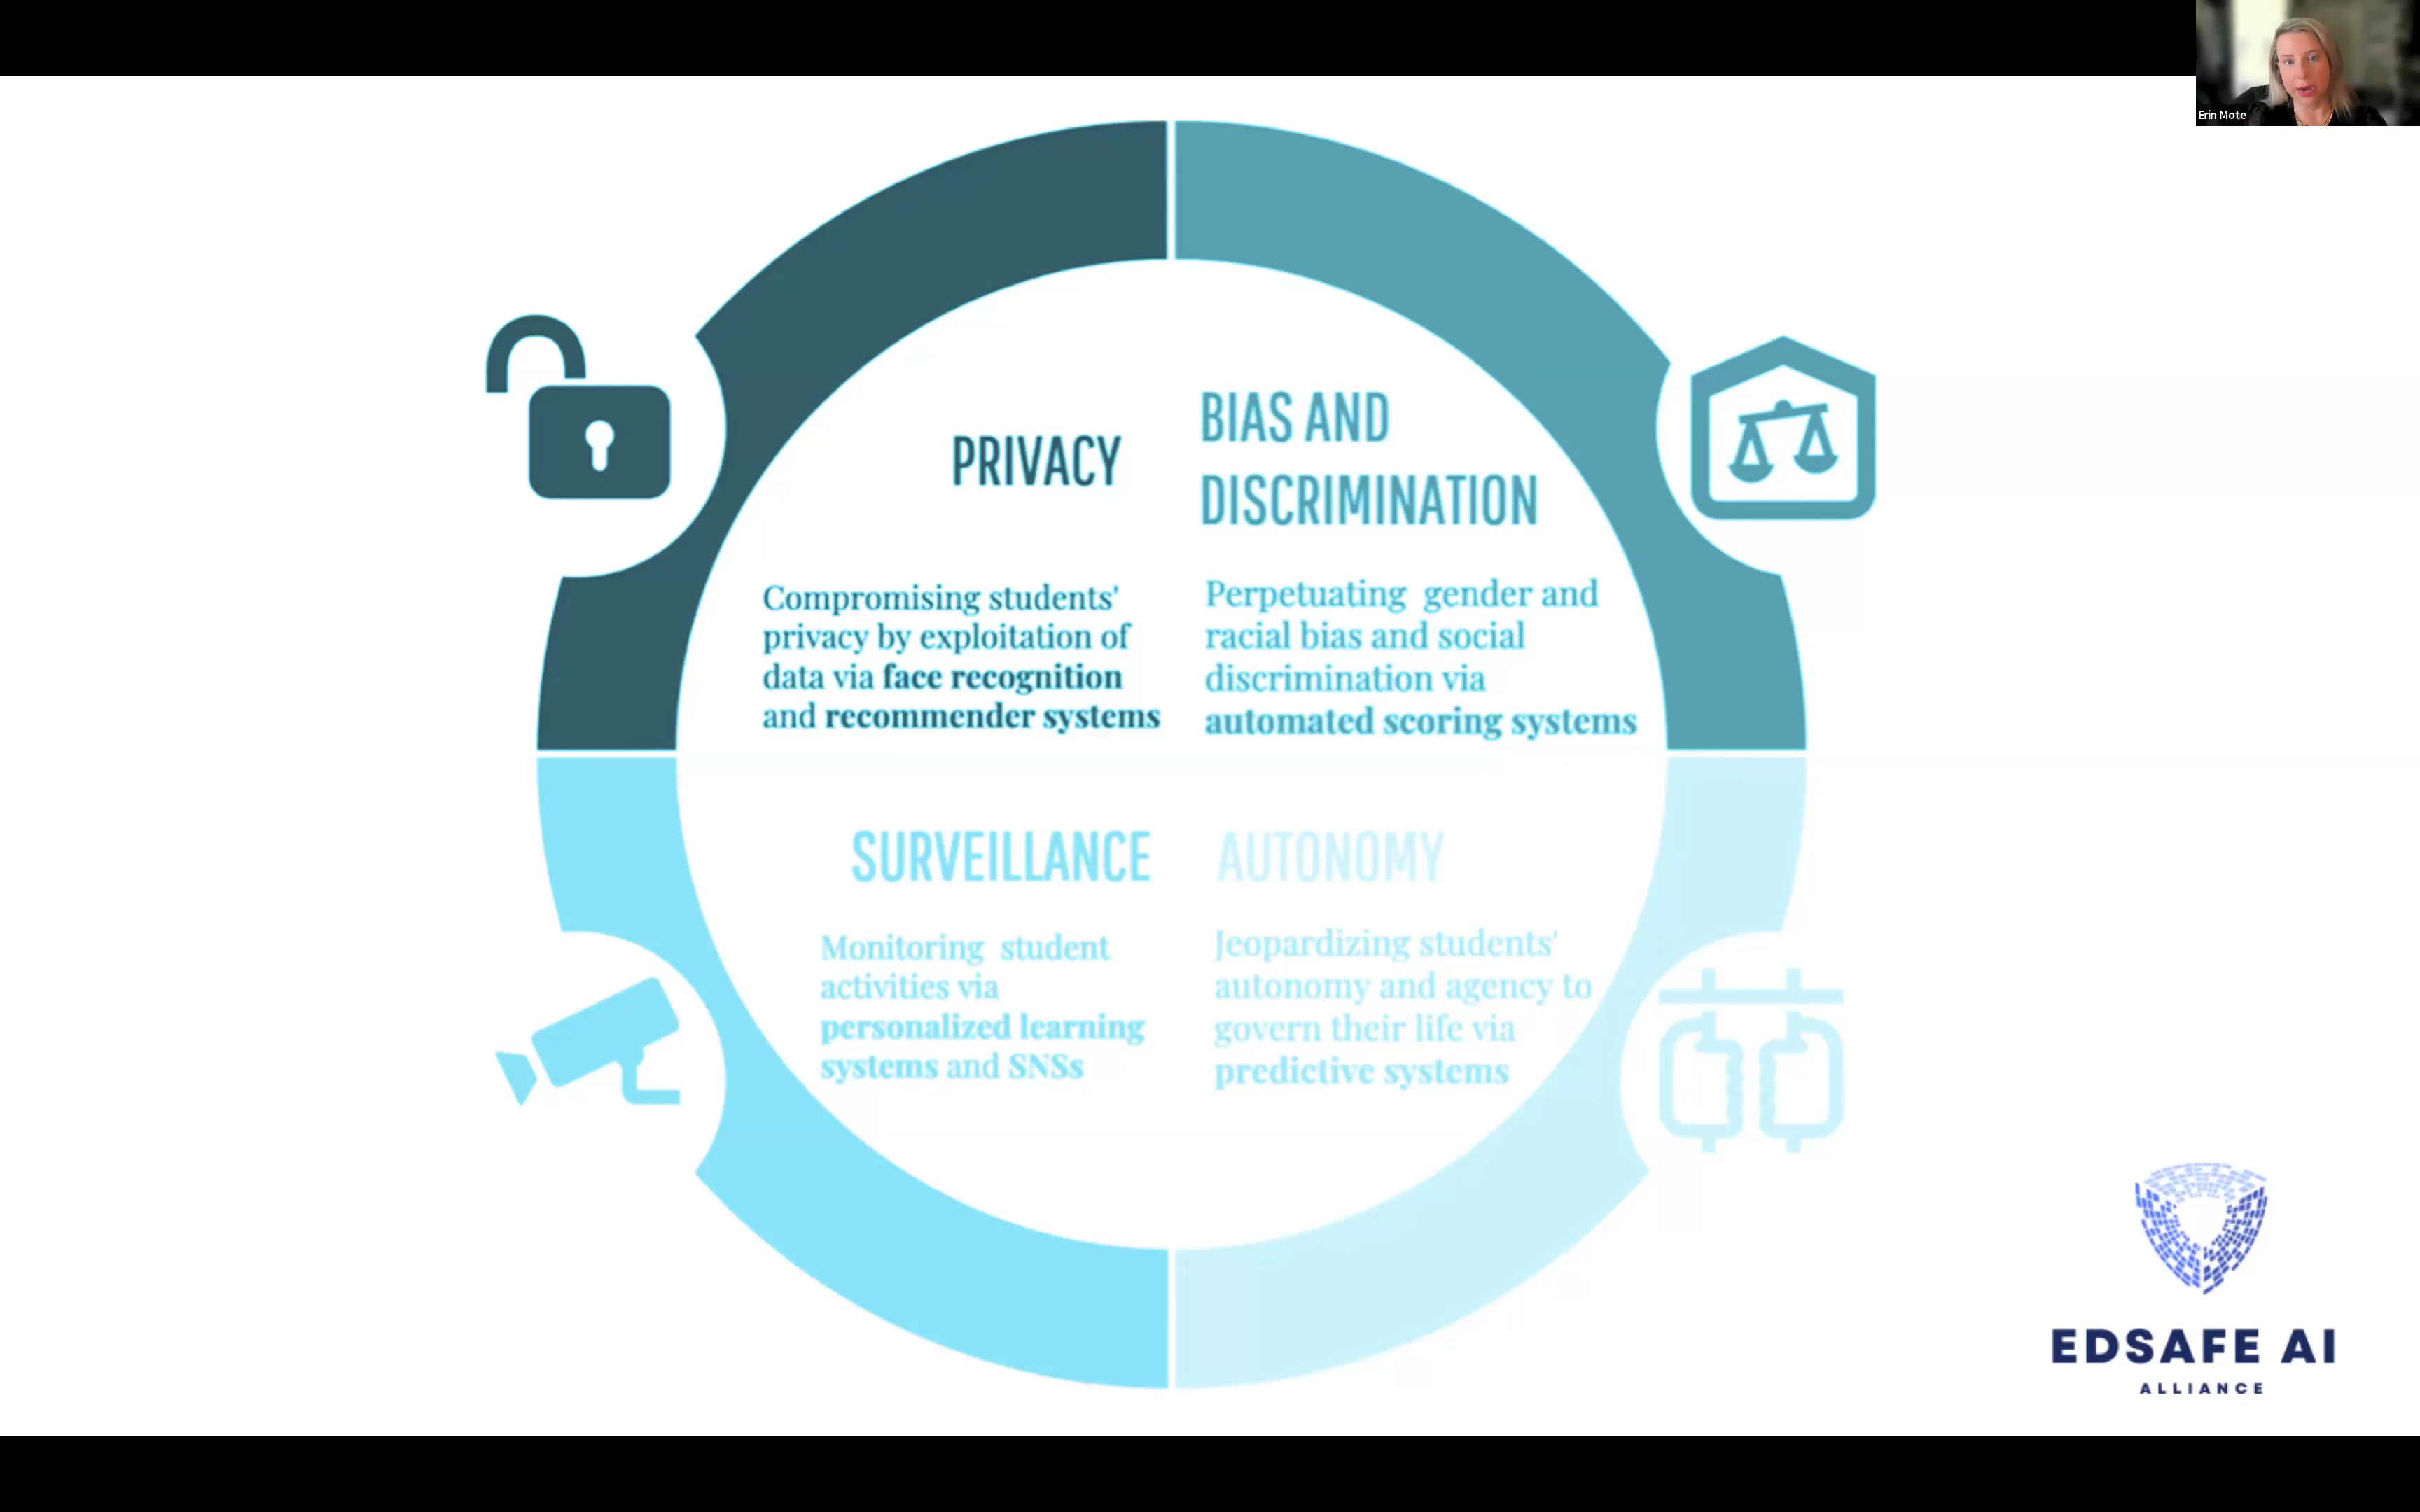 Erin Mote
PRIVACY
Compromising students'
privacy by exploitation of
data via face recognition
and recommender systems
BIAS AND
DISCRIMINATION
Perpetuating gender and
racial bias and social
discrimination via
automated scoring systems
SURVEILLANCE
Monitoring student
activities via
personalized learning
systems and SNSs
AUTONOMY
Jeopardizing students'
autonomy and agency to
govern their life via
predictive systems
EDSAFE AI
ALLIANCE